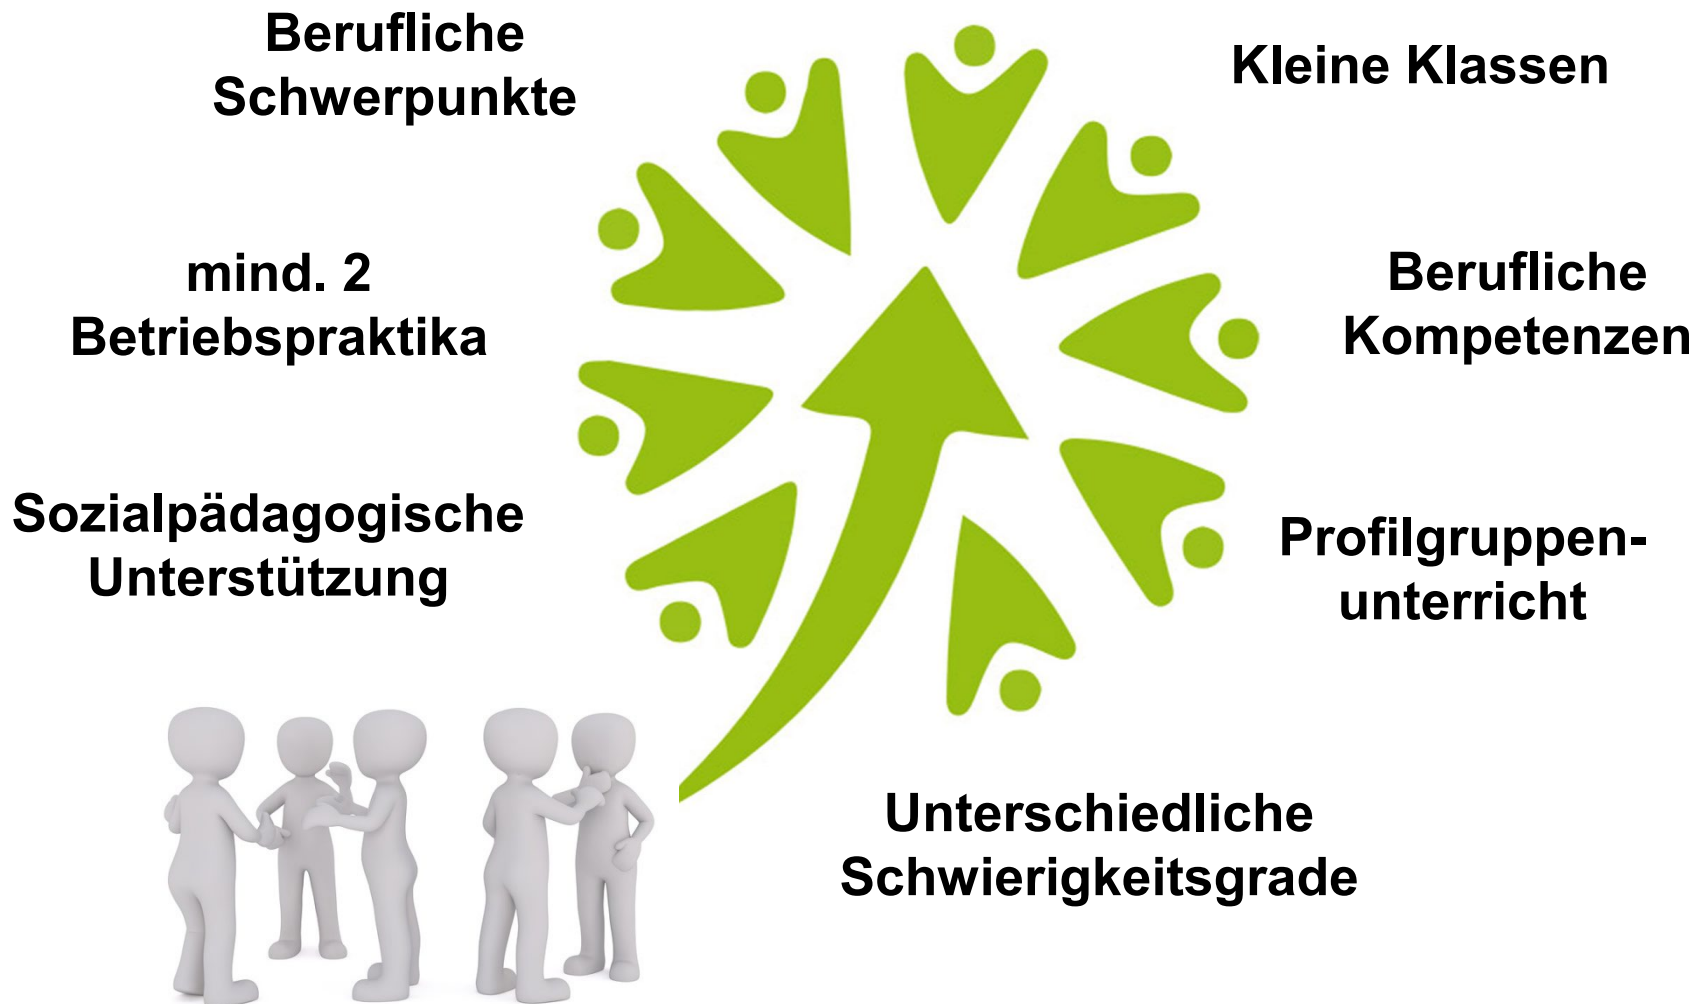 Berufliche
Schwerpunkte
Kleine Klassen
mind. 2
Betriebspraktika
Berufliche
Kompetenzen
Sozialpädagogische
Unterstützung
Profilgruppen-
unterricht
Unterschiedliche
Schwierigkeitsgrade